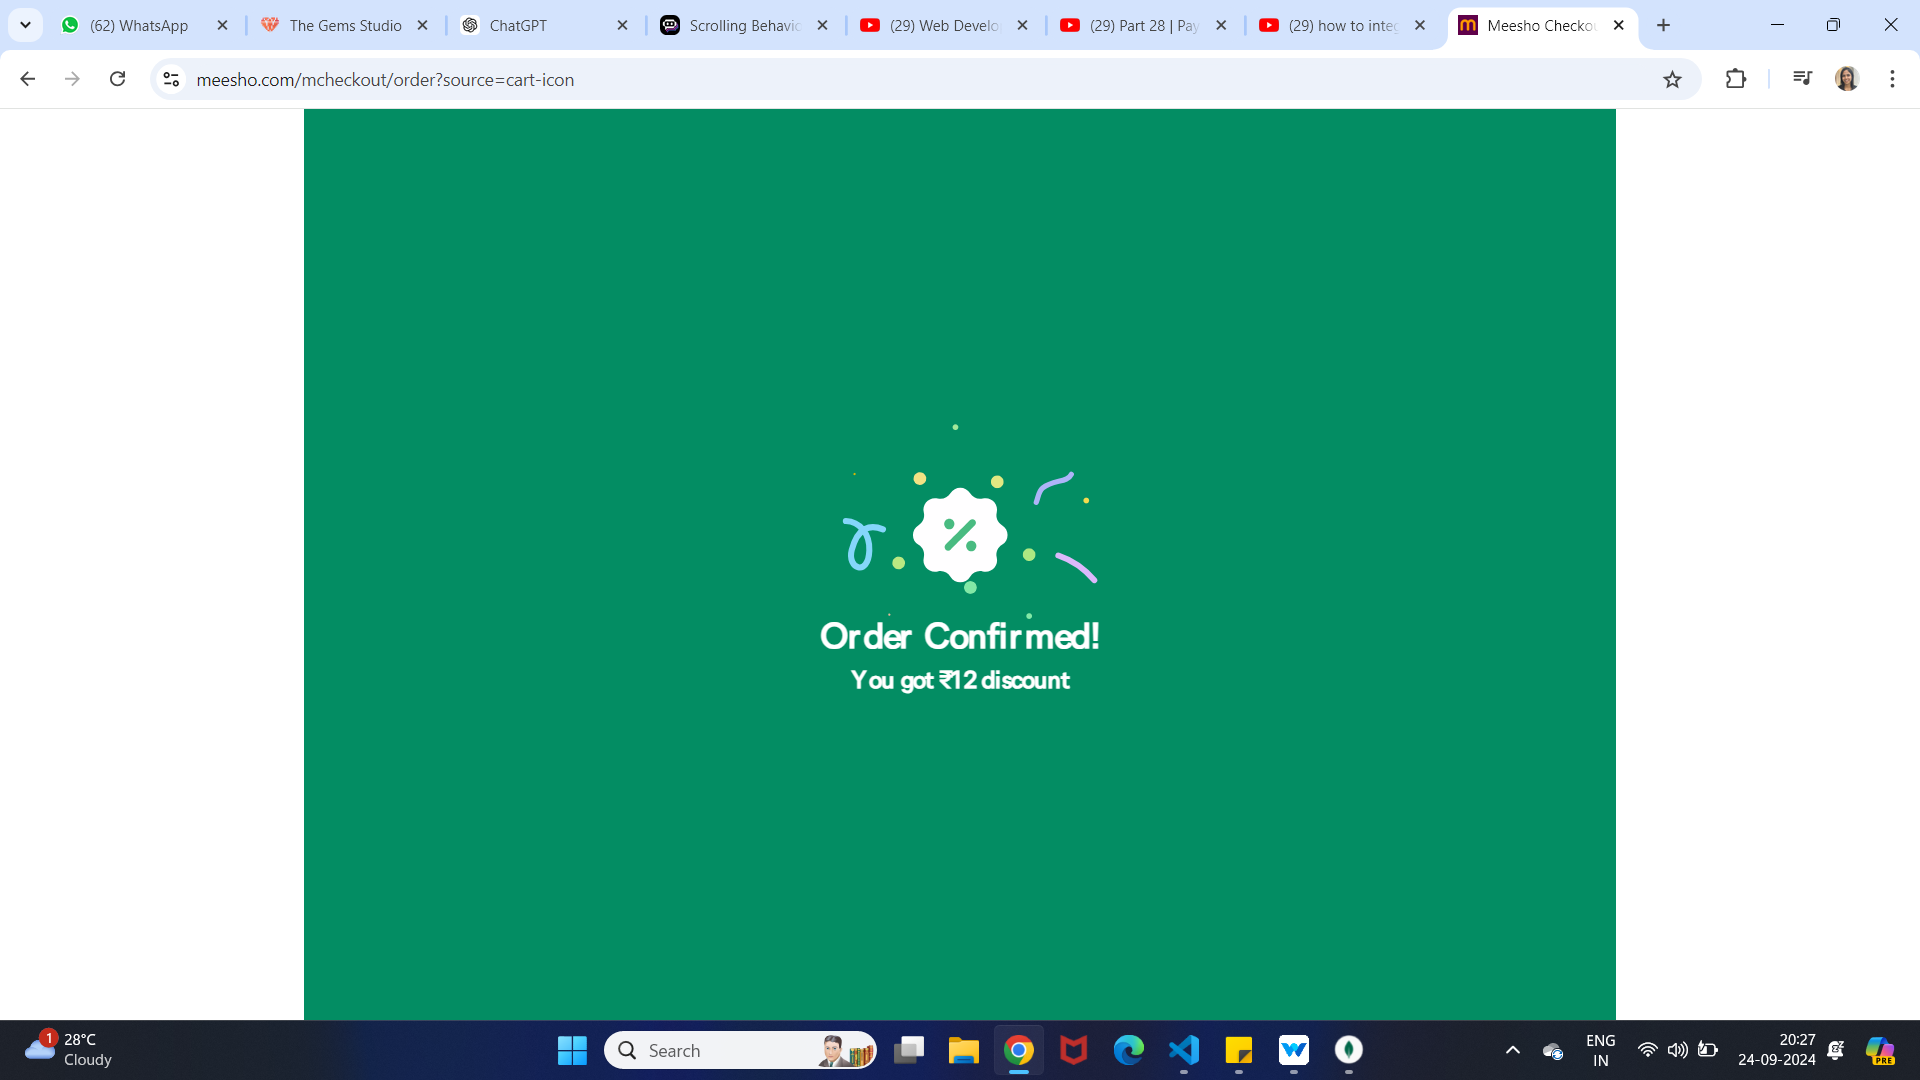 (62) WhatsApp
The Gems Studio
ChatGPT
Scrolling Behavio
(29) Web Develo
(29) Part 28 | Pay
(29) how to integ
Meesho Checkou
meesho.com/mcheckout/order?source=cart-icon
Order Confirmed!
You got ₹12 discount
1
28°C
Cloudy
Search
ENG
IN
20:27
24-09-2024
PRE